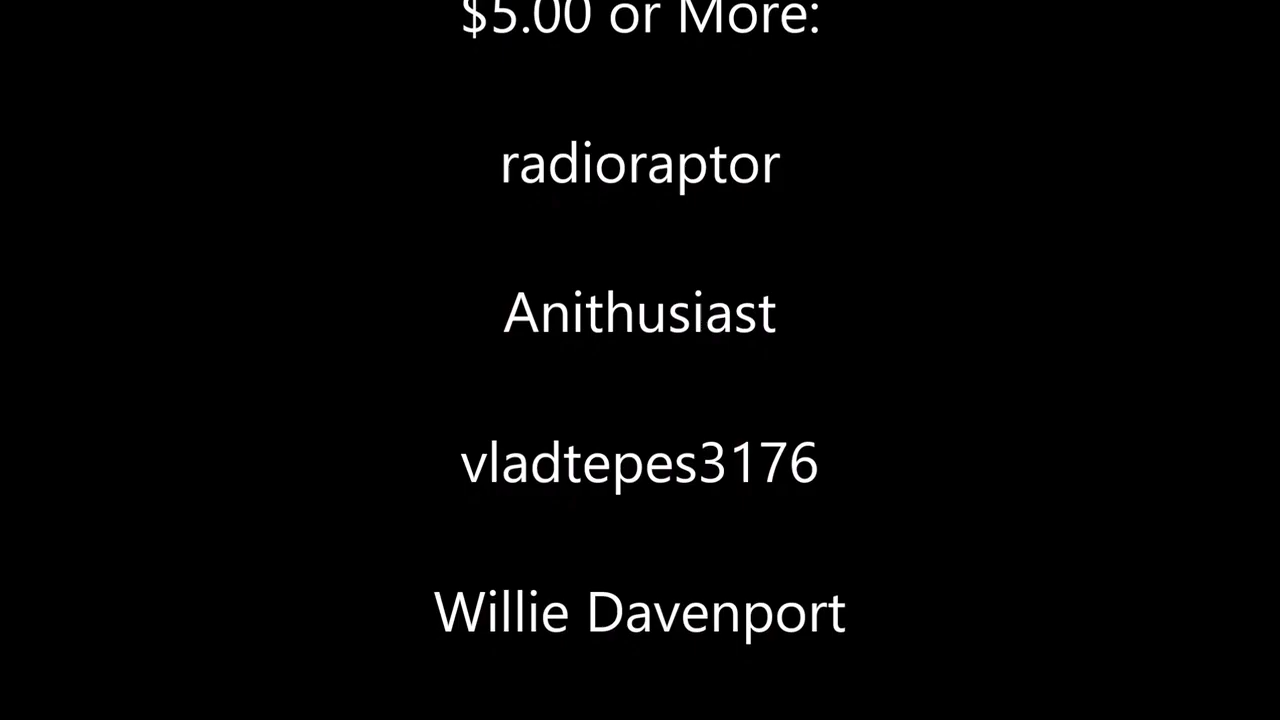 $5.00 or More:
radioraptor
Anithusiast
vladtepes3176
Willie Davenport